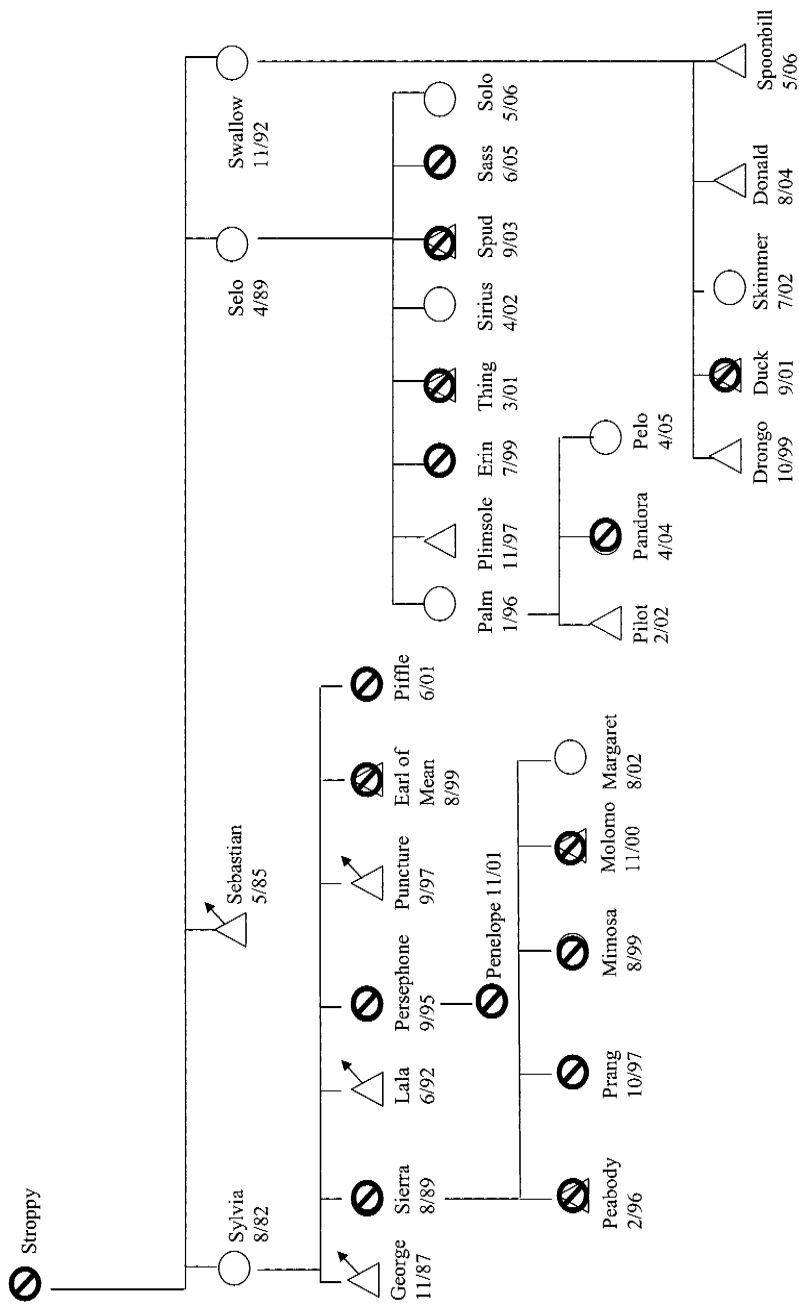 Stroppy
Sylvia
8/82
Sebastian
5/85
Selo
4/89
Swallow
11/92
George
11/87
Sierra
8/89
Lala
6/92
Persephone
9/95
Puncture
9/97
Earl of
Mean
8/99
Piffle
6/01
Palm
1/96
Plimsole
11/97
Erin
7/99
Thing
3/01
Sirius
4/02
Spud
9/03
Sass
6/05
Solo
5/06
Penelope 11/01
Peabody
2/96
Prang
10/97
Mimosa
8/99
Molomo
11/00
Margaret
8/02
Pilot
2/02
Pandora
4/04
Pelo
4/05
Drongo
10/99
Duck
9/01
Skimmer
7/02
Donald
8/04
Spoonbill
5/06